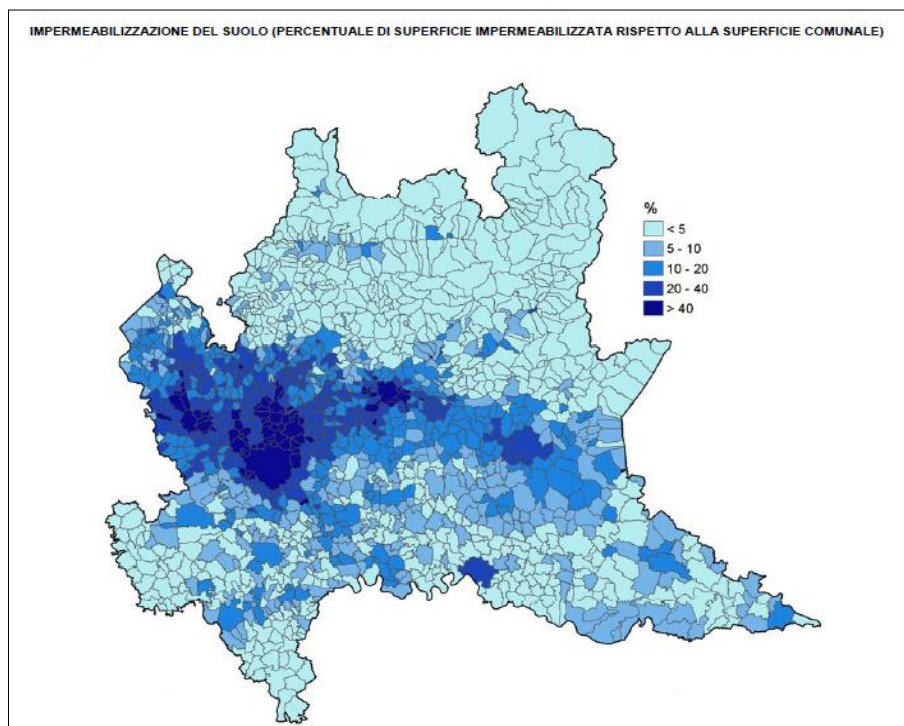 IMPERMEABILIZZAZIONE DEL SUOLO (PERCENTUALE DI SUPERFICIE IMPERMEABILIZZATA RISPETTO ALLA SUPERFICIE COMUNALE)
%
< 5
5 - 10
10 - 20
20 - 40
> 40